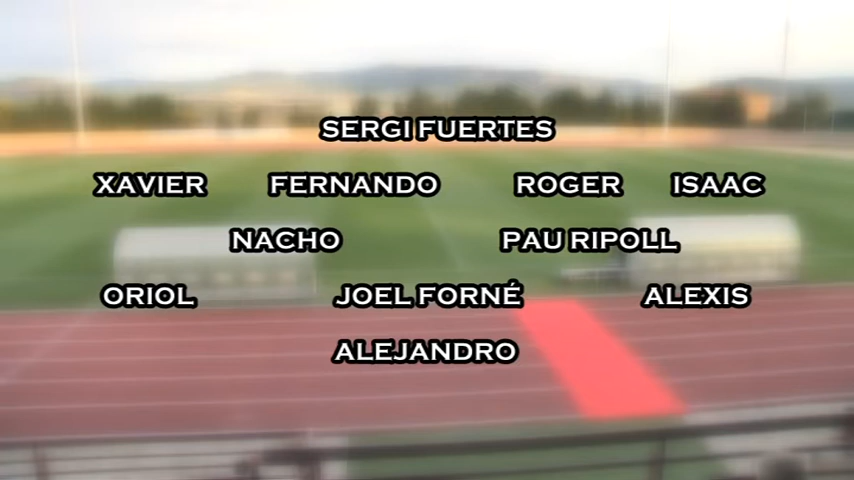 SERGI FUERTES
XAVIER FERNANDO ROGER ISAAC
NACHO PAU RIPOLL
ORIOL JOEL FORNÉ ALEXIS
ALEJANDRO